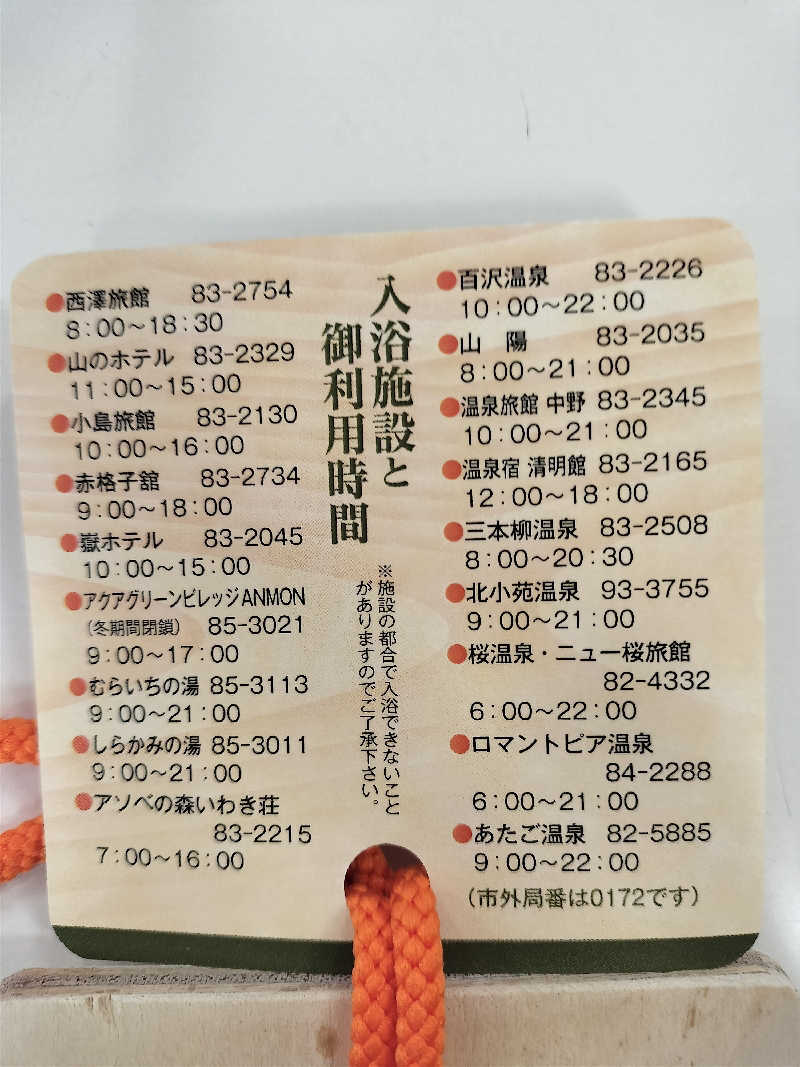 入浴施設と
御利用時間
※施設の都合で入浴できないこと
がありますのでご了承下さい。
●百沢温泉 83-2226
10:00～22:00
●山 陽 83-2035
8:00～21:00
●温泉旅館 中野 83-2345
10:00～21:00
●温泉宿 清明館 83-2165
12:00～18:00
●三本柳温泉 83-2508
8:00～20:30
●北小苑温泉 93-3755
9:00～21:00
●桜温泉・ニュー桜旅館
82-4332
6:00～22:00
●ロマントピア温泉
84-2288
6:00～21:00
●あたご温泉 82-5885
9:00～22:00
（市外局番は0172です）
●西澤旅館 83-2754
8:00～18:30
●山のホテル 83-2329
11:00～15:00
●小島旅館 83-2130
10:00～16:00
●赤格子舘 83-2734
9:00～18:00
●嶽ホテル 83-2045
10:00～15:00
●アクアグリーンビレッジANMON
（冬期間閉鎖） 85-3021
9:00～17:00
●むらいちの湯 85-3113
9:00～21:00
●しらかみの湯 85-3011
9:00～21:00
●アソベの森いわき荘
83-2215
7:00～16:00